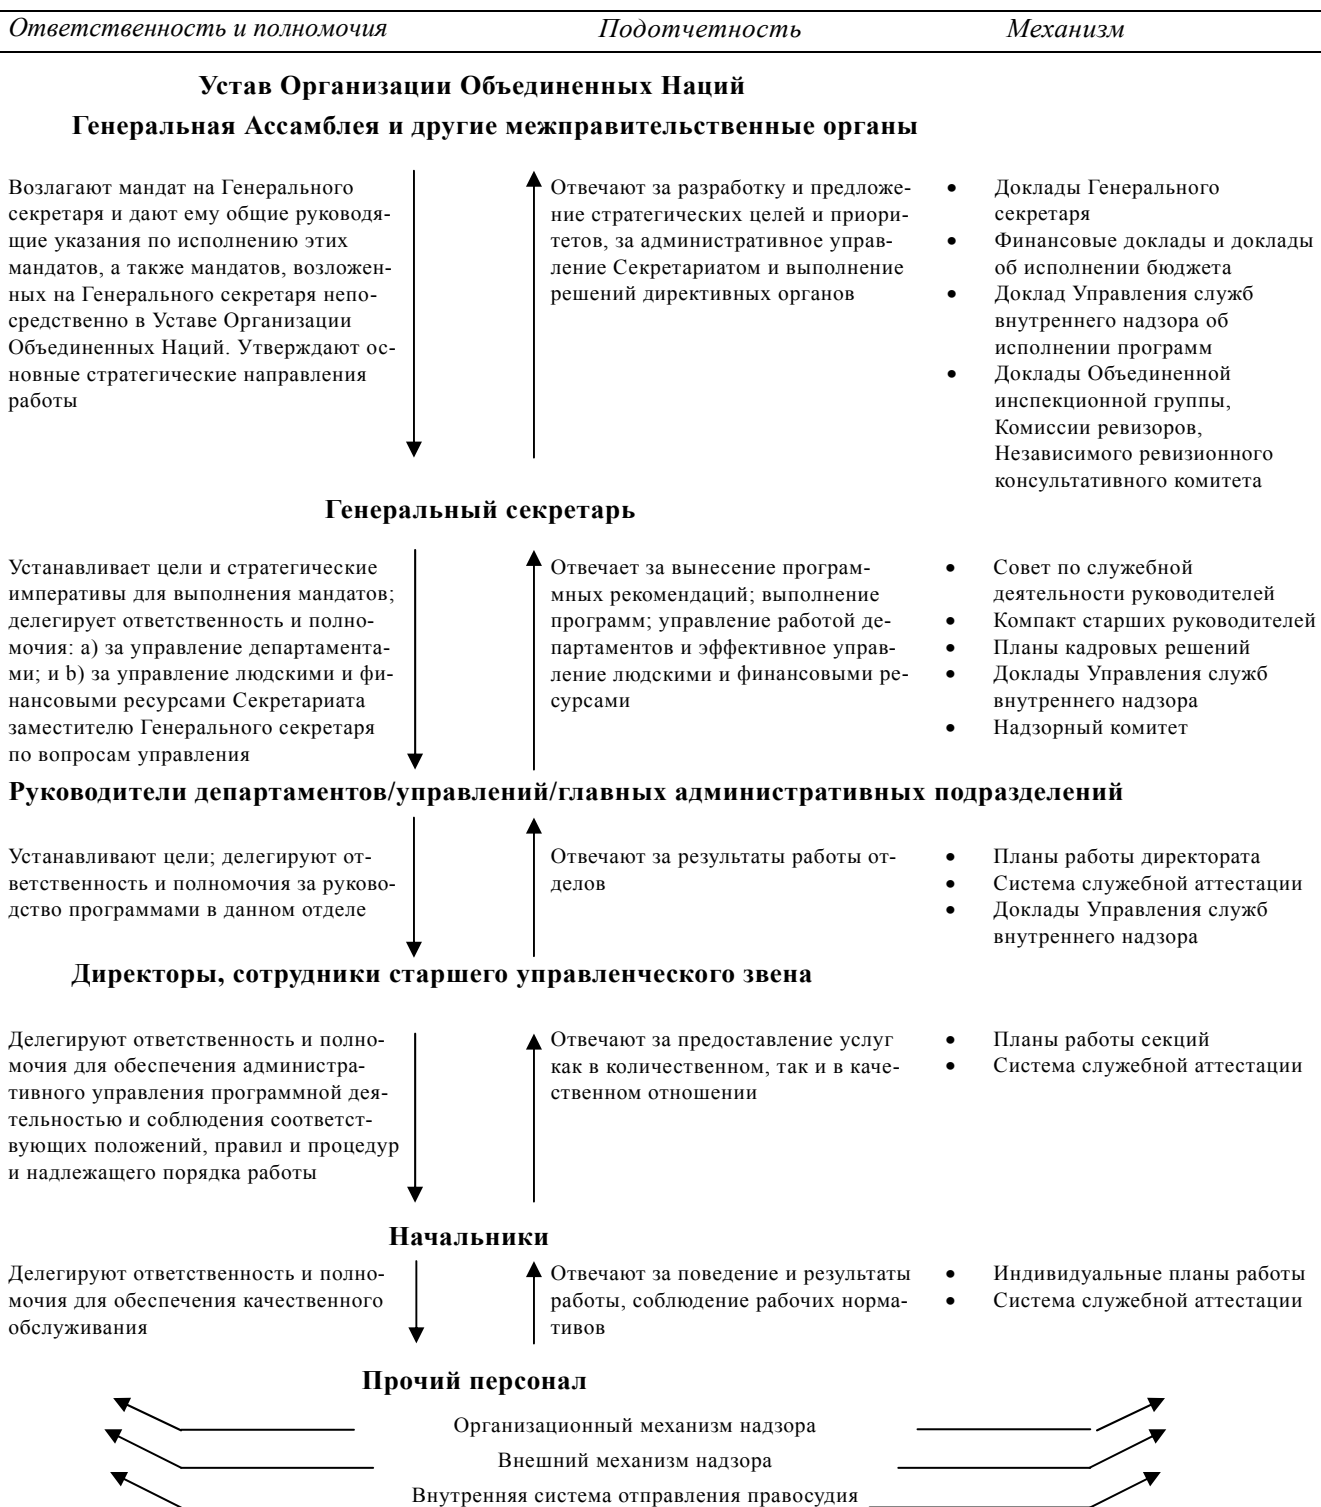 Ответственность и полномочия Подотчетность Механизм
Устав Организации Объединенных Наций
Генеральная Ассамблея и другие межправительственные органы
Возлагают мандат на Генерального
секретаря и дают ему общие руководя-
щие указания по исполнению этих
мандатов, а также мандатов, возложен-
ных на Генерального секретаря непо-
средственно в Уставе Организации
Объединенных Наций. Утверждают ос-
новные стратегические направления
работы
Отвечают за разработку и предложе-
ние стратегических целей и приори-
тетов, за административное управ-
ление Секретариатом и выполнение
решений директивных органов
• Доклады Генерального
секретаря
• Финансовые доклады и доклады
об исполнении бюджета
• Доклад Управления служб
внутреннего надзора об
исполнении программ
• Доклады Объединенной
инспекционной группы,
Комиссии ревизоров,
Независимого ревизионного
консультативного комитета
Генеральный секретарь
Устанавливает цели и стратегические
императивы для выполнения мандатов;
делегирует ответственность и полно-
мочия: a) за управление департамента-
ми; и b) за управление людскими и фи-
нансовыми ресурсами Секретариата
заместителю Генерального секретаря
по вопросам управления
Отвечает за вынесение програм-
мных рекомендаций; выполнение
программ; управление работой де-
партаментов и эффективное управ-
ление людскими и финансовыми ре-
сурсами
• Совет по служебной
деятельности руководителей
• Компакт старших руководителей
• Планы кадровых решений
• Доклады Управления служб
внутреннего надзора
• Надзорный комитет
Руководители департаментов/управлений/главных административных подразделений
Устанавливают цели; делегируют от-
ветственность и полномочия за руково-
дство программами в данном отделе
Отвечают за результаты работы от-
делов
• Планы работы директората
• Система служебной аттестации
• Доклады Управления служб
внутреннего надзора
Директоры, сотрудники старшего управленческого звена
Делегируют ответственность и полно-
мочия для обеспечения администра-
тивного управления программной дея-
тельностью и соблюдения соответст-
вующих положений, правил и процедур
и надлежащего порядка работы
Отвечают за предоставление услуг
как в количественном, так и в каче-
ственном отношении
• Планы работы секций
• Система служебной аттестации
Начальники
Делегируют ответственность и полно-
мочия для обеспечения качественного
обслуживания
Отвечают за поведение и результаты
работы, соблюдение рабочих норма-
тивов
• Индивидуальные планы работы
• Система служебной аттестации
Прочий персонал
Организационный механизм надзора
Внешний механизм надзора
Внутренняя система отправления правосудия